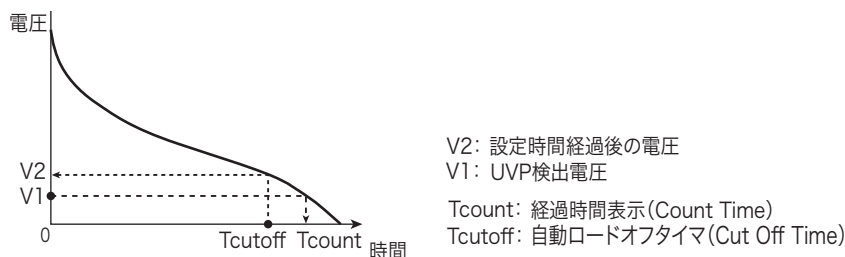 電圧
V2
V1
0
Tcutoff
Tcount
時間
V2: 設定時間経過後の電圧
V1: UVP検出電圧
Tcount: 経過時間表示(Count Time)
Tcutoff: 自動ロードオフタイマ(Cut Off Time)